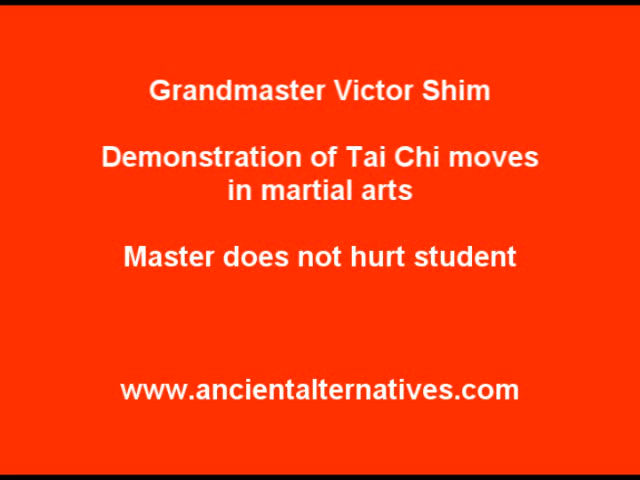 Grandmaster Victor Shim
Demonstration of Tai Chi moves
in martial arts
Master does not hurt student
www.ancientalternatives.com